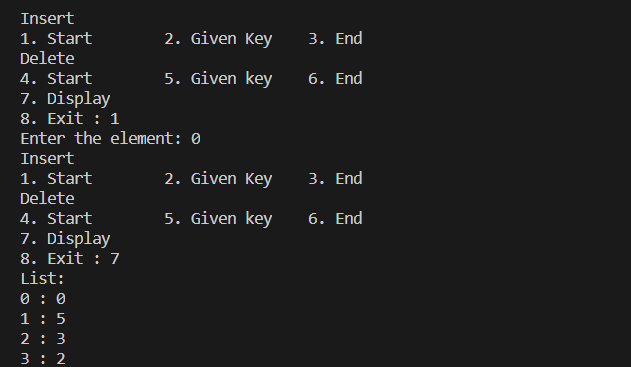 Insert
1. Start 2. Given Key 3. End
Delete
4. Start 5. Given key 6. End
7. Display
8. Exit : 1
Enter the element: 0
Insert
1. Start 2. Given Key 3. End
Delete
4. Start 5. Given key 6. End
7. Display
8. Exit : 7
List:
0 : 0
1 : 5
2 : 3
3 : 2